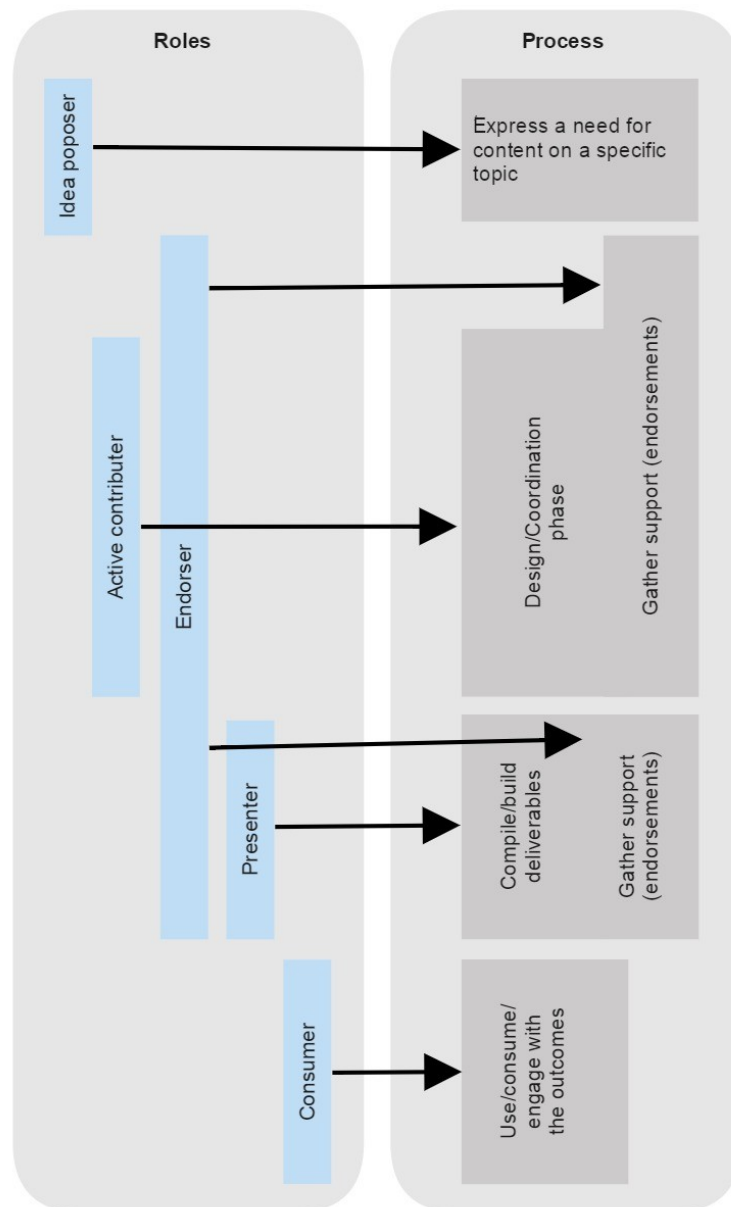 Roles
Process
Idea poposer
Express a need for
content on a specific
topic
Endorser
Gather support (endorsements)
Active contributer
Design/Coordination
phase
Presenter
Compile/build
deliverables
Gather support
(endorsements)
Consumer
Use/consume/
engage with
the outcomes